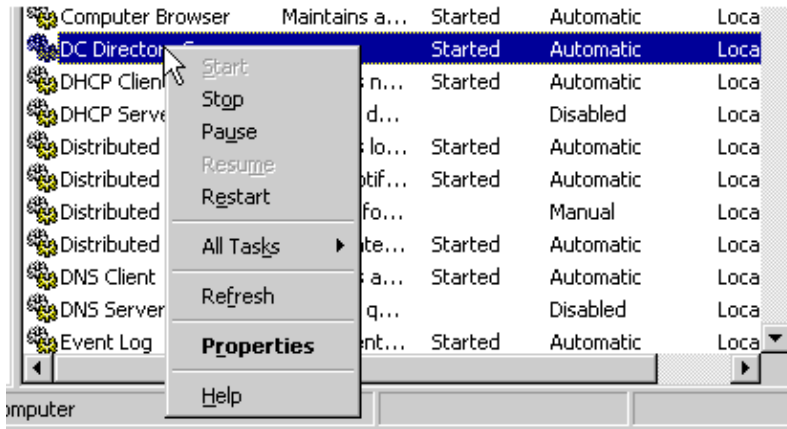 Computer Browser Maintains a... Started Automatic Loca
DC Directory Started Automatic Loca
DHCP Clien n... Started Automatic Loca
DHCP Serve d... Disabled Loca
Distributed lo... Started Automatic Loca
Distributed otif... Started Automatic Loca
Distributed fo... Manual Loca
Distributed te... Started Automatic Loca
DNS Client a... Started Automatic Loca
DNS Server q... Disabled Loca
Event Log ent... Started Automatic Loca
Start
Stop
Pause
Resume
Restart
All Tasks
Refresh
Properties
Help
omputer